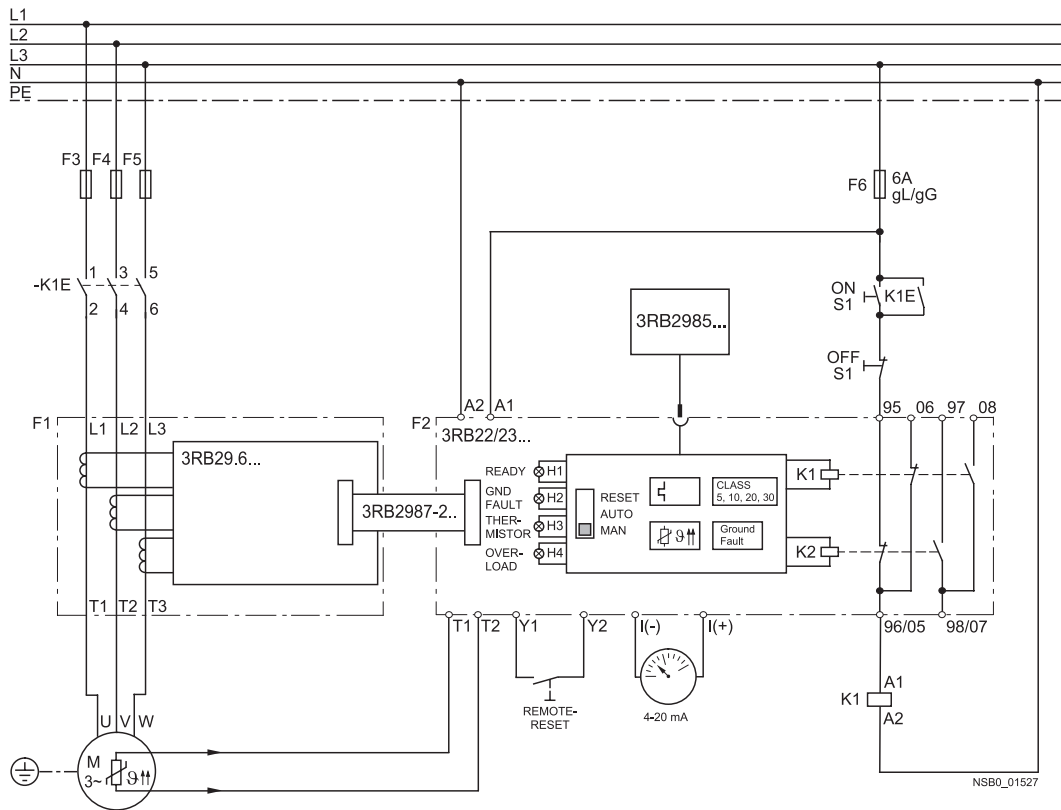 L1
L2
L3
N
PE
F3 F4 F5
F6 6A
gL/gG
-K1E
1 3 5
2 4 6
ON
S1
K1E
3RB2985...
OFF
S1
F1
L1 L2 L3
F2
A2 A1
95 06 97 08
3RB22/23...
3RB29.6...
3RB2987-2..
READY
H1
GND
FAULT
H2
THER-
MISTOR
H3
OVER-
LOAD
H4
RESET
AUTO
MAN
CLASS
5, 10, 20, 30
ϑ
Ground
Fault
K1
K2
T1 T2 T3
T1 T2 Y1 Y2 I(-) I(+)
96/05 98/07
REMOTE-
RESET
4-20 mA
K1
A1
A2
U V W
M
3~
ϑ
NSB0_01527